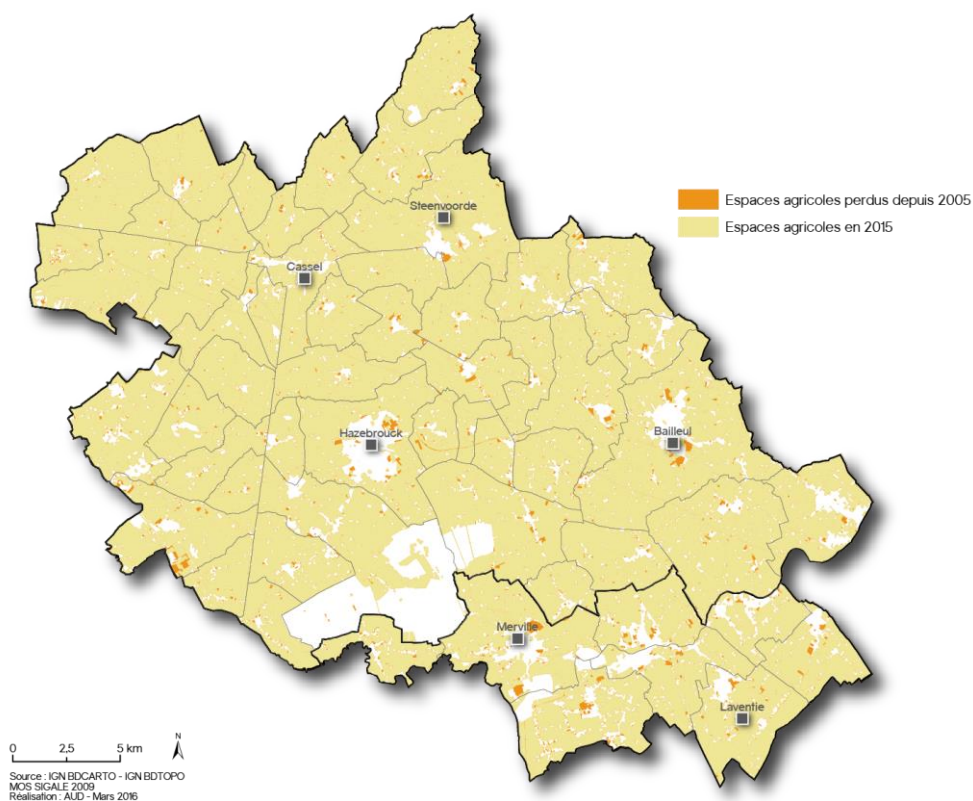 Steenvoorde
Espaces agricoles perdus depuis 2005
Espaces agricoles en 2015
Cassel
Hazebrouck
Bailleul
Merville
Laventie
0 2,5 5 km
N
Source : IGN BDCARTO - IGN BDTOPO
MOS SIGALE 2009
Réalisation : AUD - Mars 2016